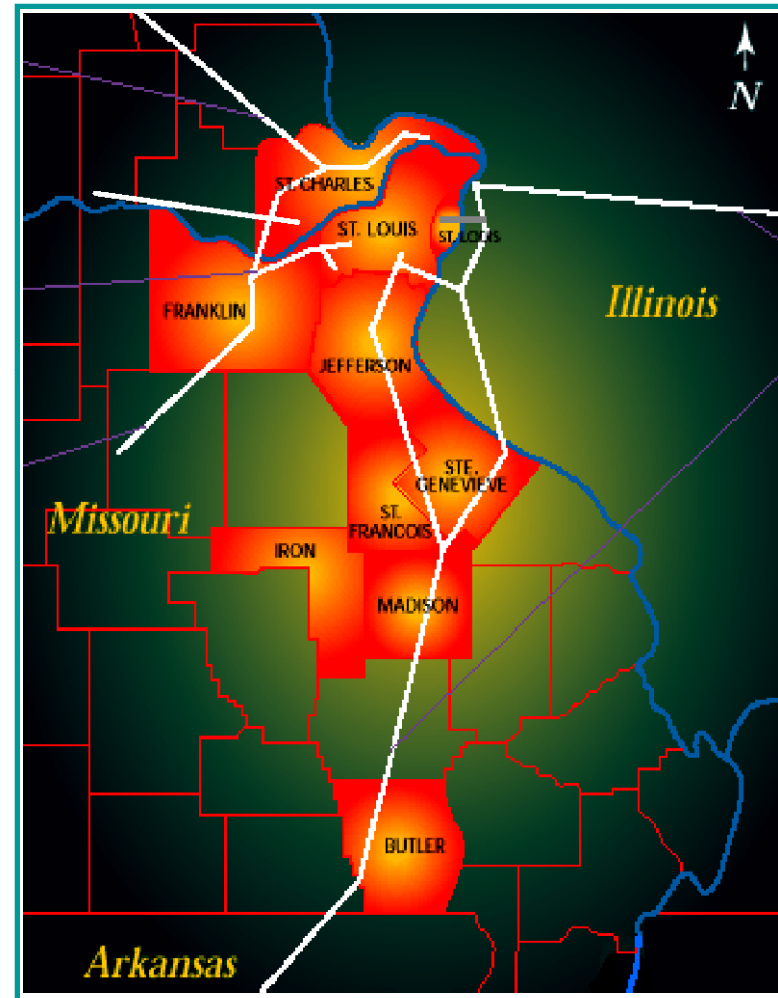 N
ST. CHARLES
ST. LOUIS
ST. LOUIS
Illinois
FRANKLIN
JEFFERSON
STE.
GENEVIEVE
Missouri
ST.
FRANCOIS
IRON
MADISON
BUTLER
Arkansas